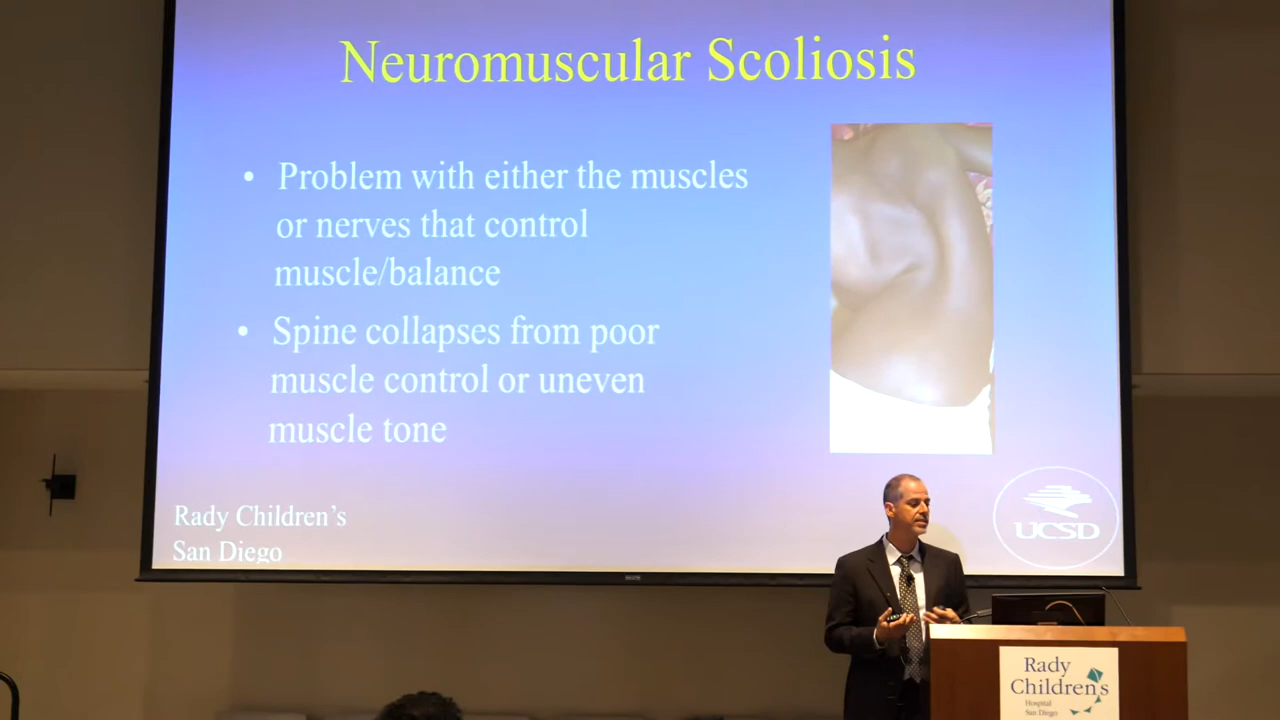 Neuromuscular Scoliosis
• Problem with either the muscles
or nerves that control
muscle/balance
• Spine collapses from poor
muscle control or uneven
muscle tone
Rady Children's
San Diego
UCSD
Rady
Children's
Hospital
San Diego